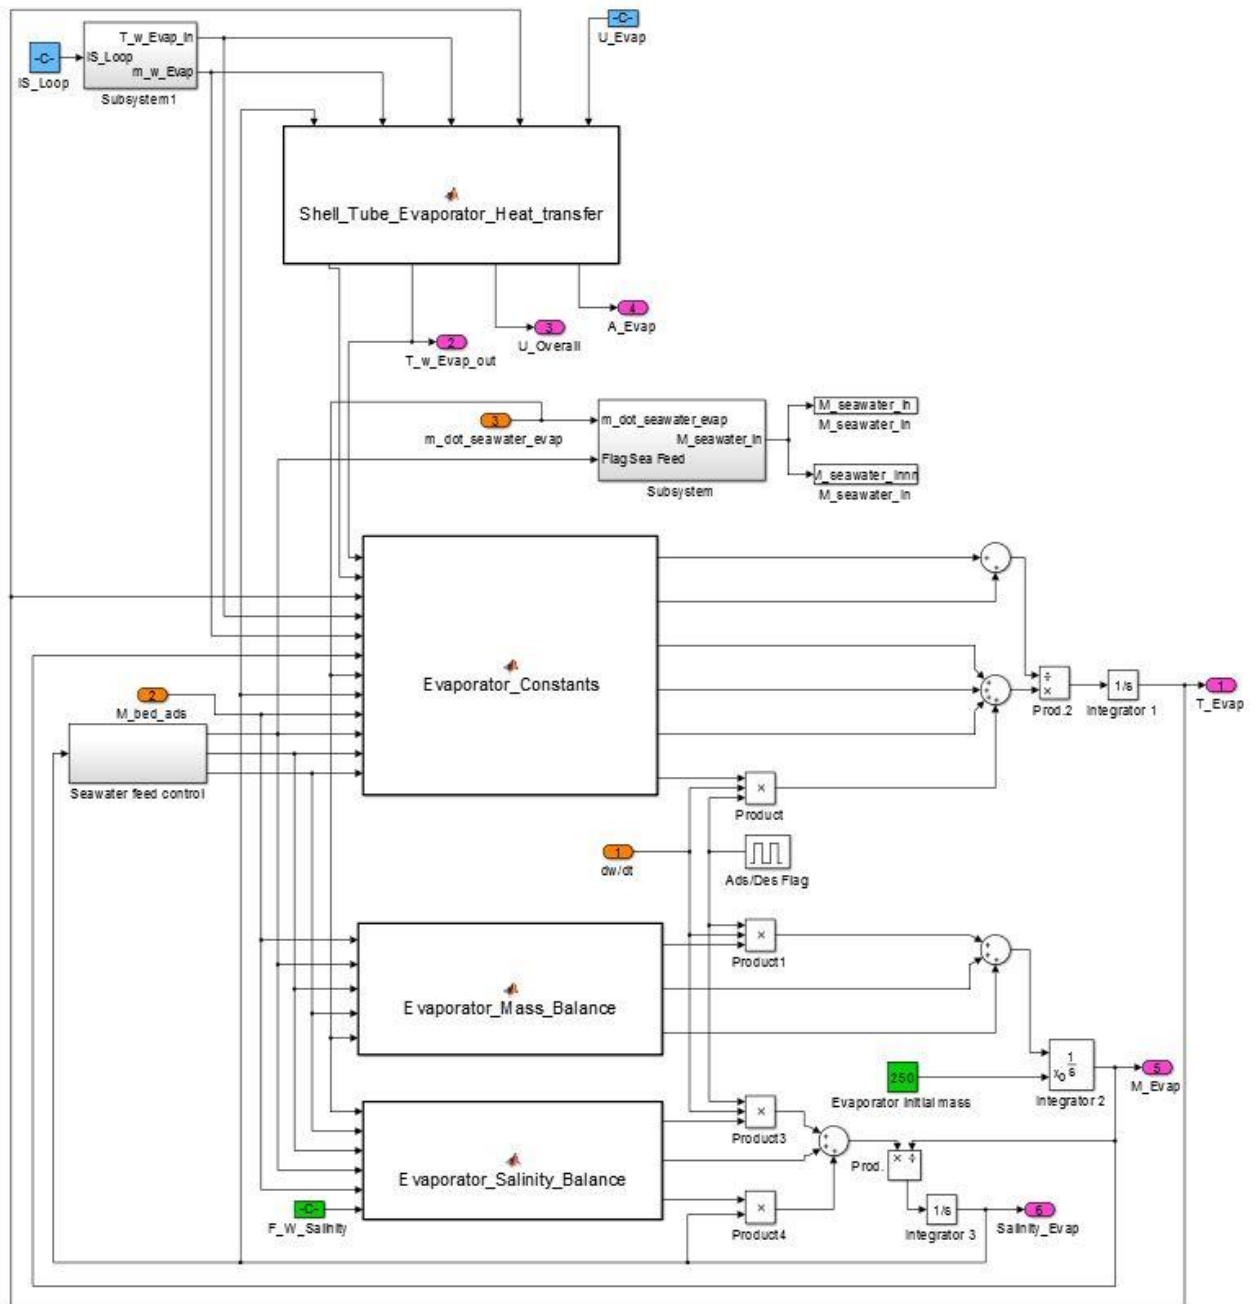 -C-
U_Evap
T_w_Evap_in
-C-
IS_Loop
m_w_Evap
IS_Loop
Subsystem1
Shell_Tube_Evaporator_Heat_transfer
4
A_Evap
3
U_Overall
2
T_w_Evap_out
3
m_dot_seawater_evap
m_dot_seawater_evap
M_seawater_in
Flag Sea Feed
Subsystem
M_seawater_in
M_seawater_in
M_seawater_innn
M_seawater_in
Evaporator_Constants
2
M_bed_ads
Seawater feed control
+
+
+
+
+
+
÷
×
Prod.2
1/s
Integrator 1
1
T_Evap
×
Product
1
dw/dt
Ads/Des Flag
×
Product1
+
+
+
Evaporator_Mass_Balance
250
Evaporator initial mass
1
s
x0
Integrator 2
5
M_Evap
×
Product3
+
+
+
Evaporator_Salinity_Balance
× ÷
Prod.
-C-
F_W_Salinity
×
Product4
1/s
Integrator 3
6
Salinity_Evap